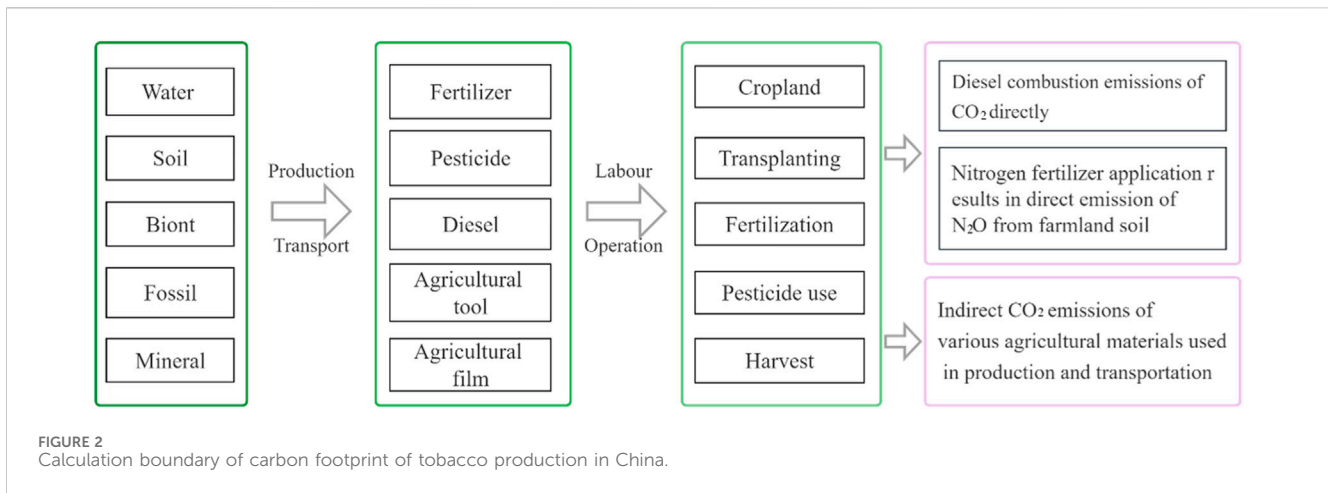 Water
Soil
Biont
Fossil
Mineral
Production
Transport
Fertilizer
Pesticide
Diesel
Agricultural
tool
Agricultural
film
Labour
Operation
Cropland
Transplanting
Fertilization
Pesticide use
Harvest
Diesel combustion emissions of
CO₂ directly
Nitrogen fertilizer application r
esults in direct emission of
N₂O from farmland soil
Indirect CO₂ emissions of
various agricultural materials used
in production and transportation
FIGURE 2
Calculation boundary of carbon footprint of tobacco production in China.